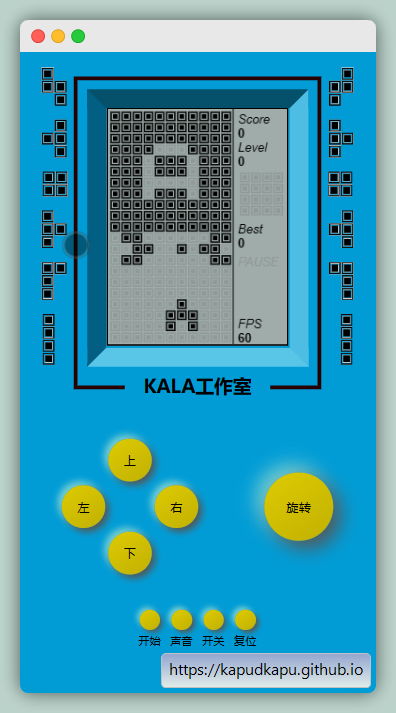 Score
0
Level
0
Best
0
PAUSE
FPS
60
KALA工作室
上
左
右
下
旋转
开始 声音 开关 复位
https://kapudkapu.github.io